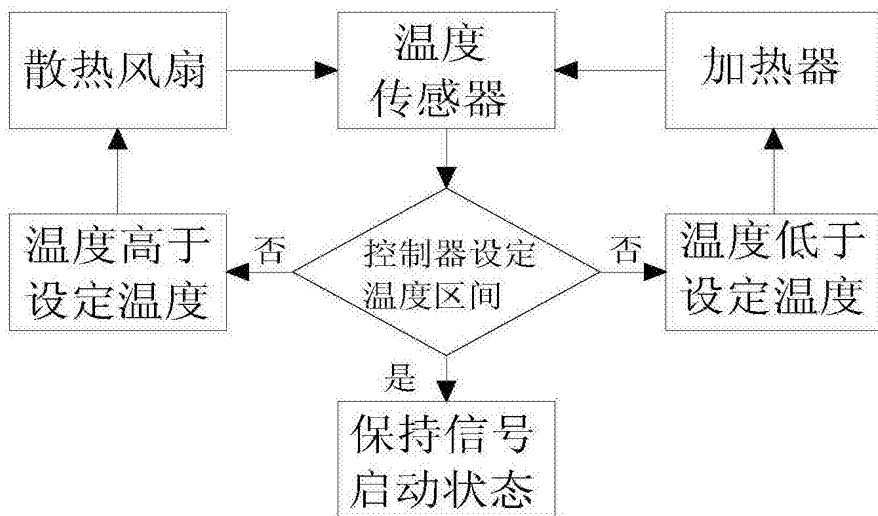 散热风扇
温度
传感器
加热器
温度高于
设定温度
否
控制器设定
温度区间
否
温度低于
设定温度
是
保持信号
启动状态